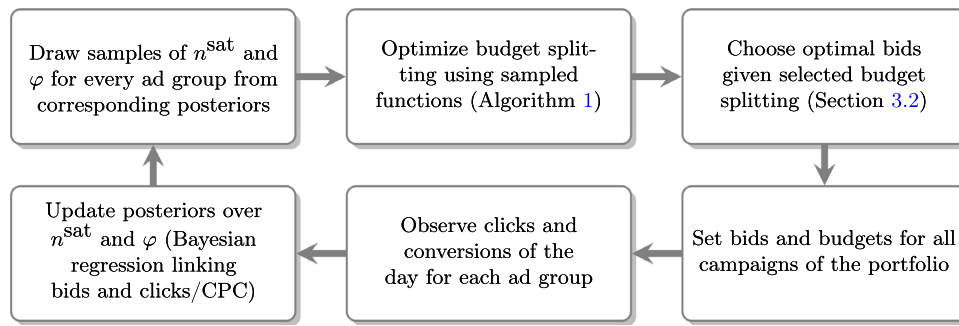 Draw samples of n^sat and
φ for every ad group from
corresponding posteriors
Optimize budget split-
ting using sampled
functions (Algorithm 1)
Choose optimal bids
given selected budget
splitting (Section 3.2)
Set bids and budgets for all
campaigns of the portfolio
Observe clicks and
conversions of the
day for each ad group
Update posteriors over
n^sat and φ (Bayesian
regression linking
bids and clicks/CPC)